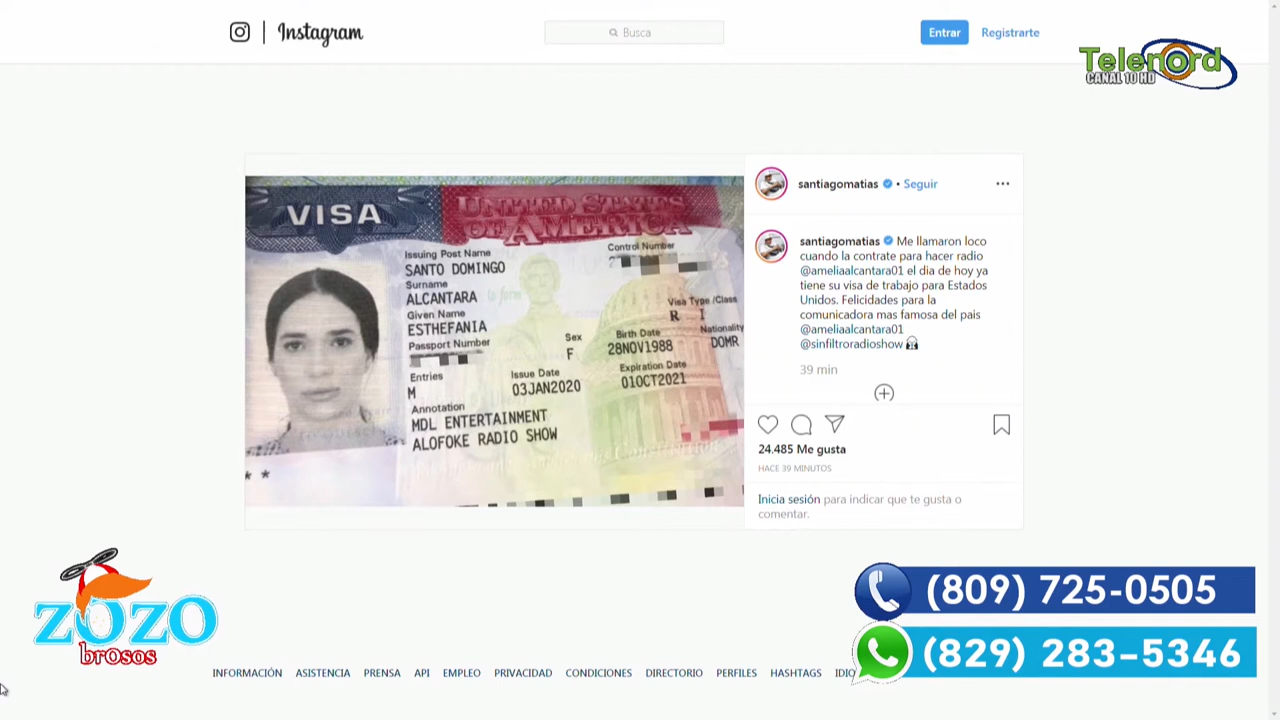 Instagram
Busca
Entrar
Registrarte
Telenord
CANAL 10 HD
VISA
UNITED STATES
OF AMERICA
Issuing Post Name
SANTO DOMINGO
Control Number
Surname
ALCANTARA
Visa Type /Class
R 1
Given Name
ESTHEFANIA
Passport Number
Sex
F
Birth Date
28NOV1988
Nationality
DOMR
Entries
M
Issue Date
03JAN2020
Expiration Date
01OCT2021
Annotation
MDL ENTERTAINMENT
ALOFOKE RADIO SHOW
* *
santiagomatias • Seguir
santiagomatias Me llamaron loco
cuando la contrate para hacer radio
@ameliaalcantara01 el dia de hoy ya
tiene su visa de trabajo para Estados
Unidos. Felicidades para la
comunicadora mas famosa del pais
@ameliaalcantara01
@sinfiltroradioshow
39 min
24.485 Me gusta
HACE 39 MINUTOS
Inicia sesión para indicar que te gusta o
comentar.
ZOZO
brosos
(809) 725-0505
(829) 283-5346
INFORMACIÓN ASISTENCIA PRENSA API EMPLEO PRIVACIDAD CONDICIONES DIRECTORIO PERFILES HASHTAGS